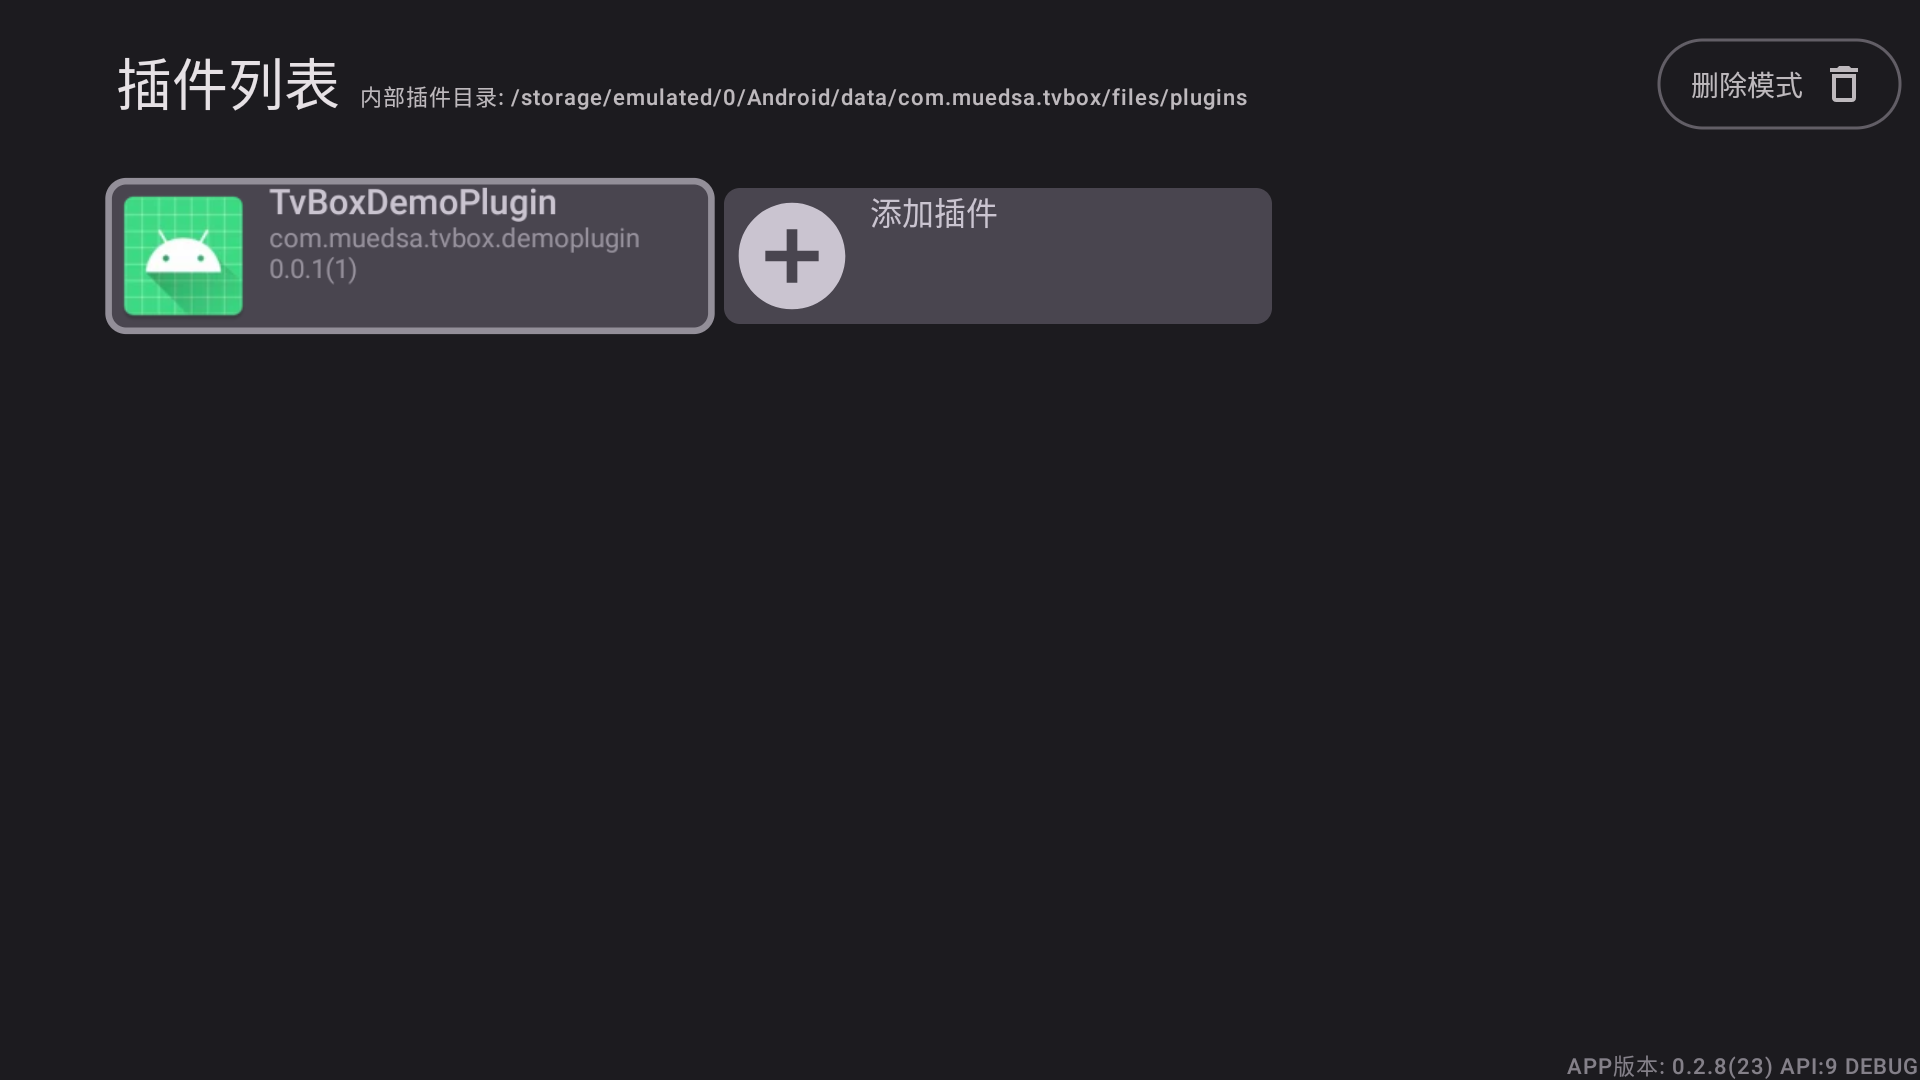 插件列表 内部插件目录: /storage/emulated/0/Android/data/com.muedsa.tvbox/files/plugins
删除模式
TvBoxDemoPlugin
com.muedsa.tvbox.demoplugin
0.0.1(1)
添加插件
APP版本: 0.2.8(23) API:9 DEBUG